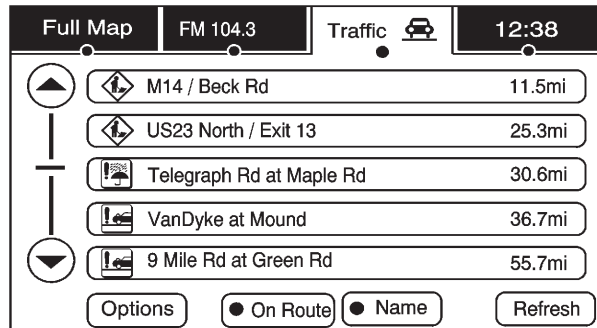 Full Map FM 104.3 Traffic 12:38
M14 / Beck Rd 11.5mi
US23 North / Exit 13 25.3mi
Telegraph Rd at Maple Rd 30.6mi
VanDyke at Mound 36.7mi
9 Mile Rd at Green Rd 55.7mi
Options On Route Name Refresh